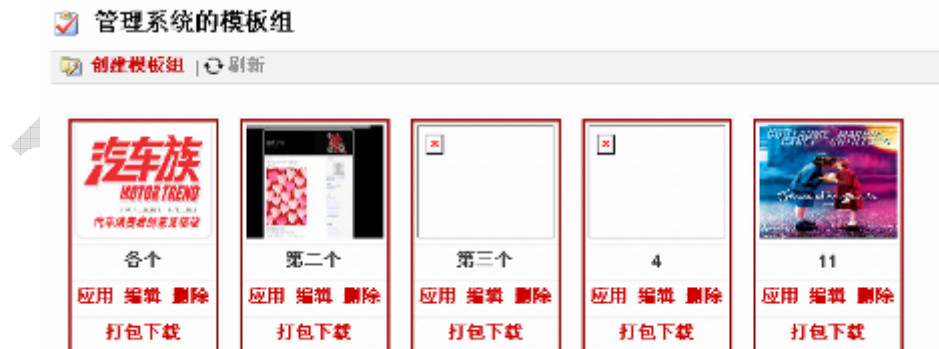 管理系统的模板组
创建模板组 | 刷新
汽车族
MOTOR TREND
各个
第二个
第三个
4
11
应用 编辑 删除
应用 编辑 删除
应用 编辑 删除
应用 编辑 删除
应用 编辑 删除
打包下载
打包下载
打包下载
打包下载
打包下载